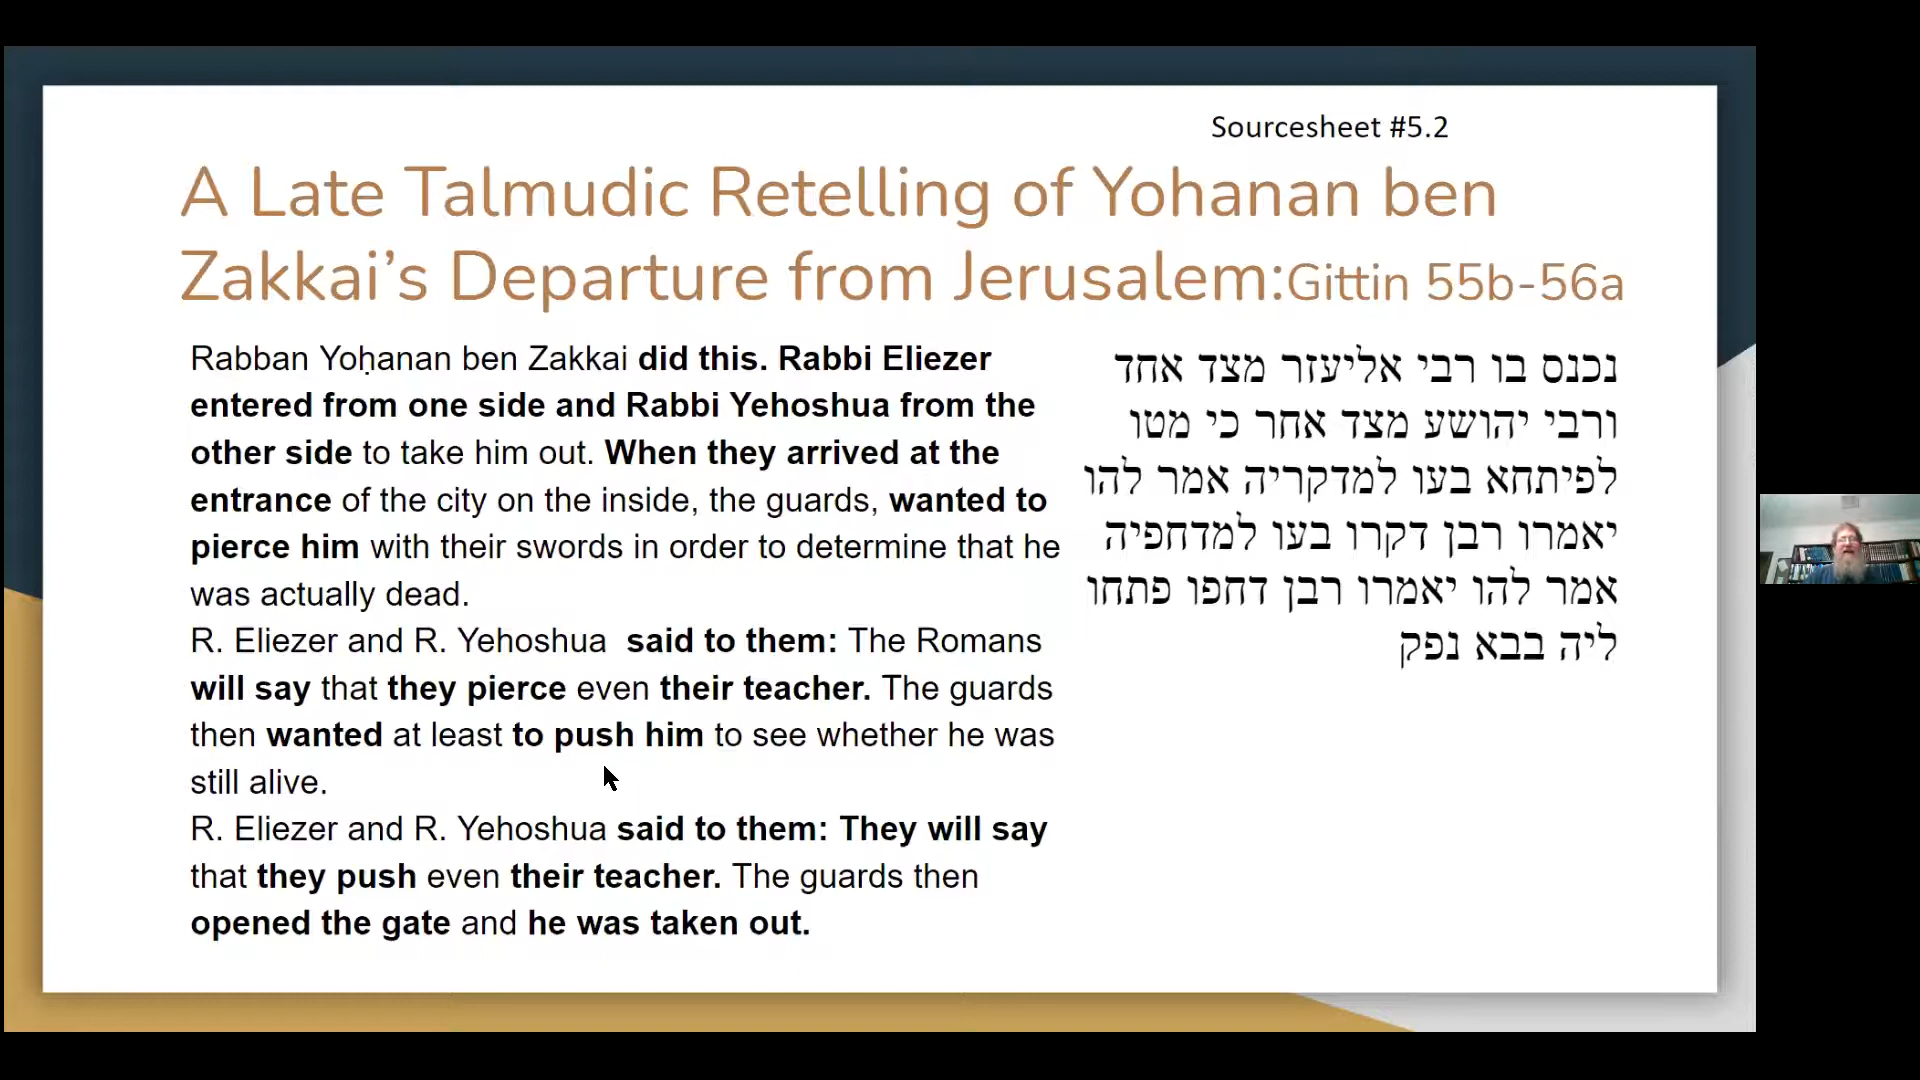 Sourcesheet #5.2
A Late Talmudic Retelling of Yohanan ben
Zakkai’s Departure from Jerusalem:Gittin 55b-56a
Rabban Yoḥanan ben Zakkai did this. Rabbi Eliezer
entered from one side and Rabbi Yehoshua from the
other side to take him out. When they arrived at the
entrance of the city on the inside, the guards, wanted to
pierce him with their swords in order to determine that he
was actually dead.
R. Eliezer and R. Yehoshua said to them: The Romans
will say that they pierce even their teacher. The guards
then wanted at least to push him to see whether he was
still alive.
R. Eliezer and R. Yehoshua said to them: They will say
that they push even their teacher. The guards then
opened the gate and he was taken out.
נכנס בו רבי אליעזר מצד אחד
ורבי יהושע מצד אחר כי מטו
לפיתחא בעו למדקריה אמר להו
יאמרו רבן דקרו בעו למדחפיה
אמר להו יאמרו רבן דחפו פתחו
ליה בבא נפק